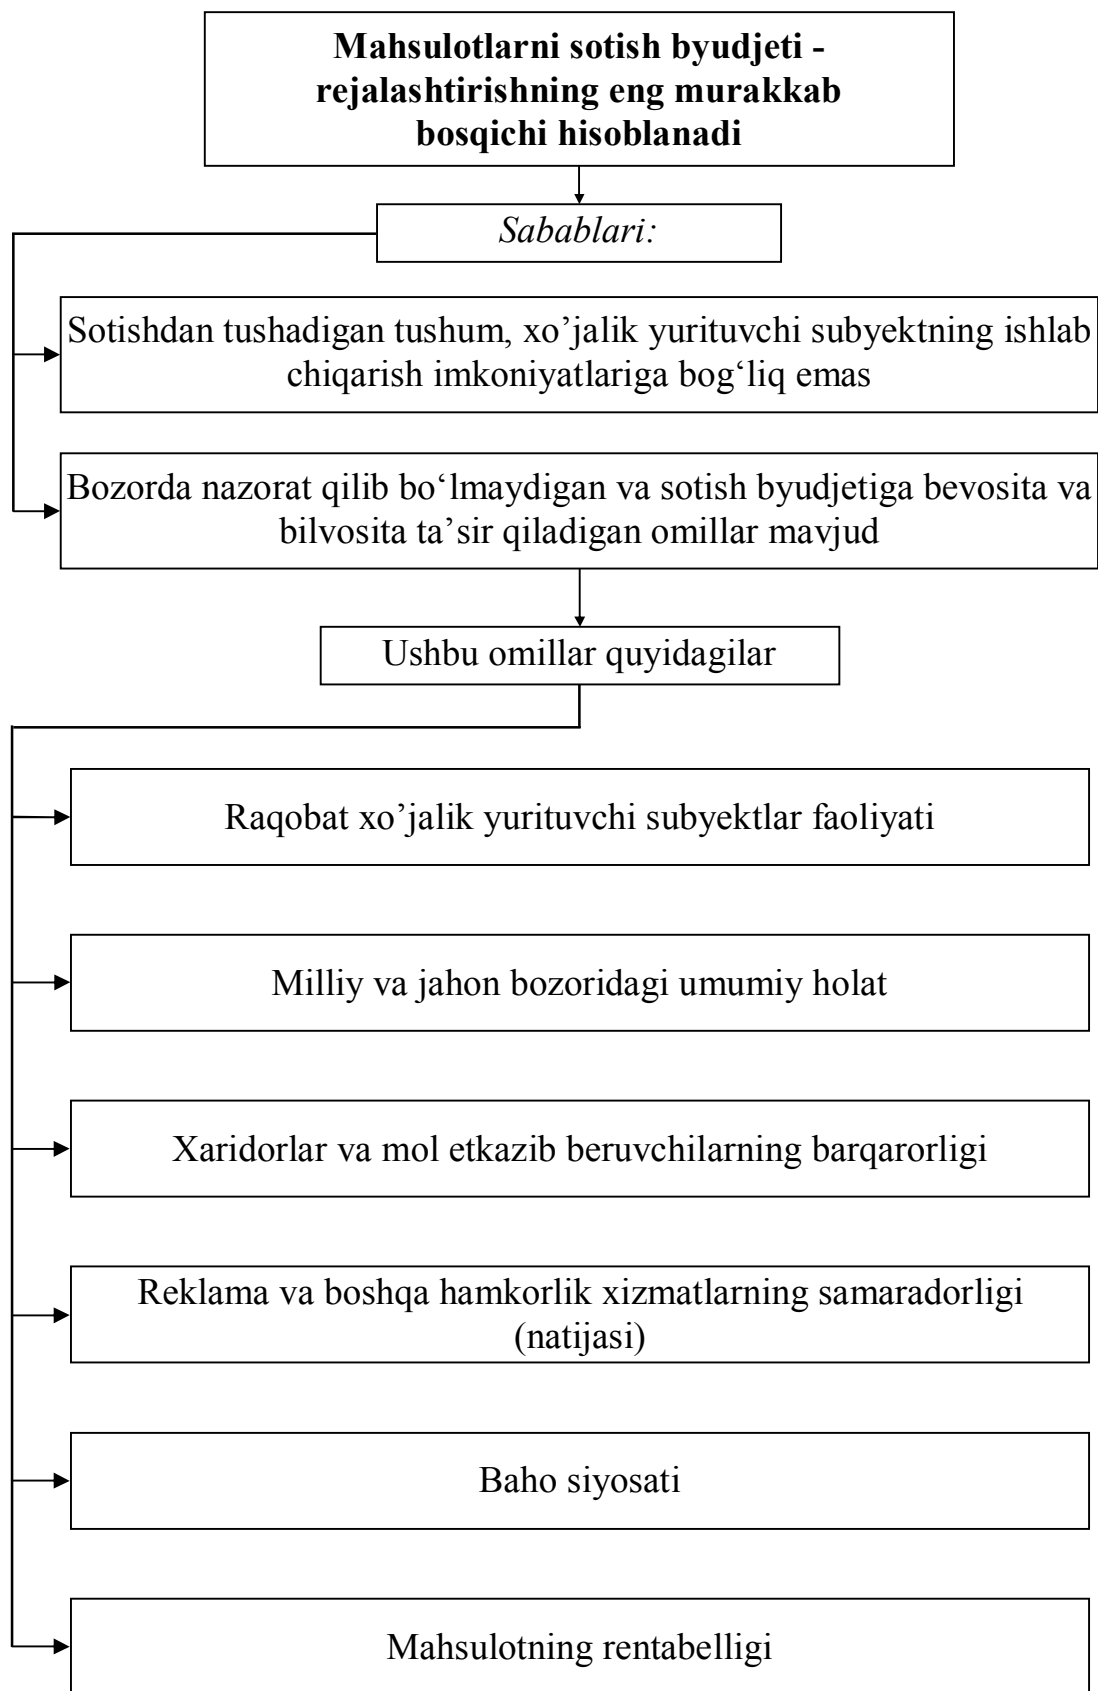 Mahsulotlarni sotish byudjeti -
rejalashtirishning eng murakkab
bosqichi hisoblanadi
Sabablari:
Sotishdan tushadigan tushum, xo’jalik yurituvchi subyektning ishlab
chiqarish imkoniyatlariga bog‘liq emas
Bozorda nazorat qilib bo‘lmaydigan va sotish byudjetiga bevosita va
bilvosita ta’sir qiladigan omillar mavjud
Ushbu omillar quyidagilar
Raqobat xo’jalik yurituvchi subyektlar faoliyati
Milliy va jahon bozoridagi umumiy holat
Xaridorlar va mol etkazib beruvchilarning barqarorligi
Reklama va boshqa hamkorlik xizmatlarning samaradorligi
(natijasi)
Baho siyosati
Mahsulotning rentabelligi